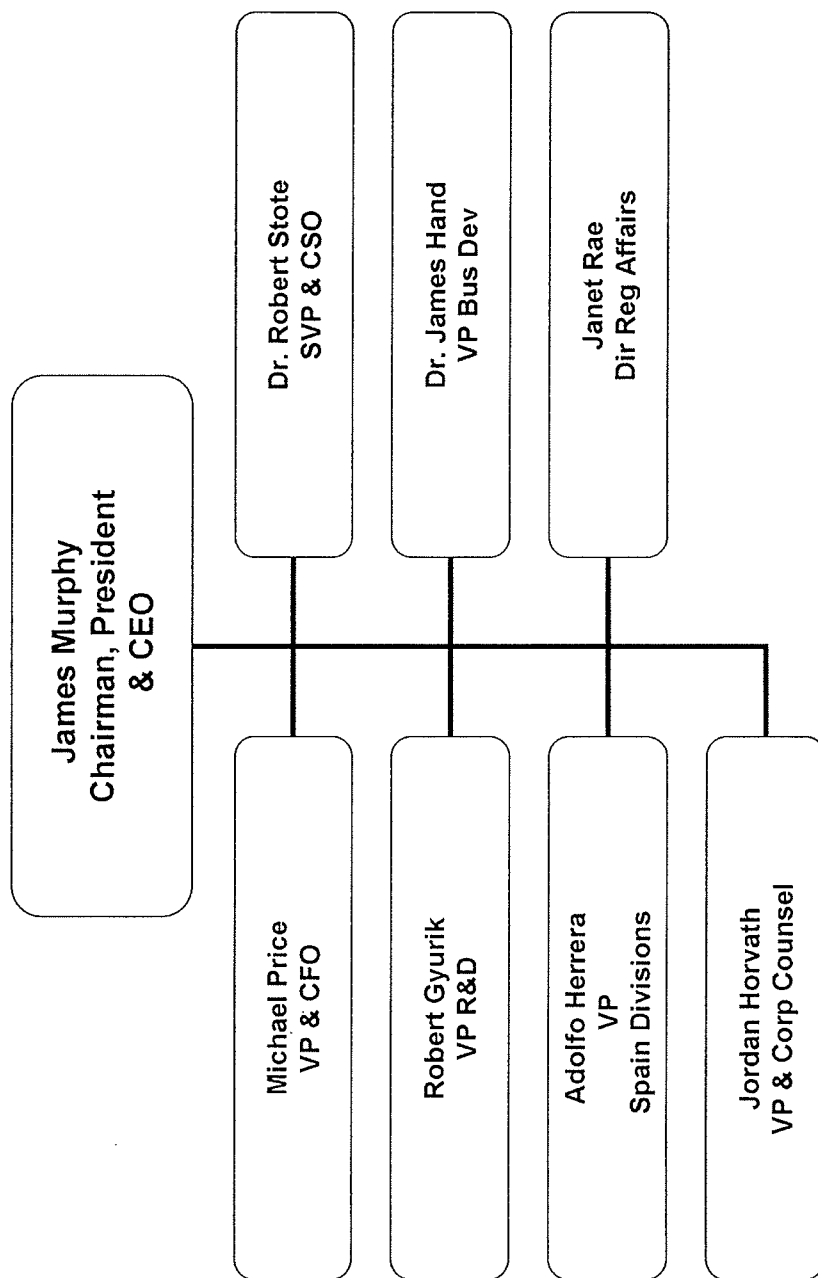 James Murphy
Chairman, President
& CEO
Michael Price
VP & CFO
Dr. Robert Stote
SVP & CSO
Robert Gyurik
VP R&D
Dr. James Hand
VP Bus Dev
Adolfo Herrera
VP
Spain Divisions
Janet Rae
Dir Reg Affairs
Jordan Horvath
VP & Corp Counsel